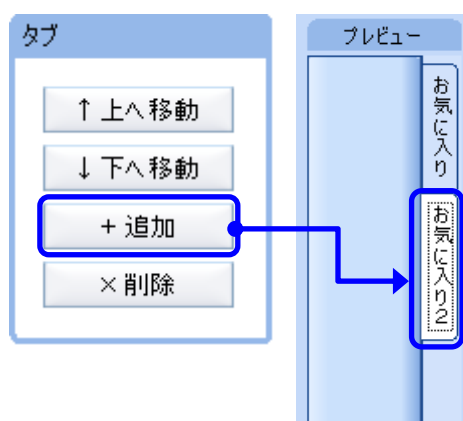 タブ
↑上へ移動
↓下へ移動
+追加
×削除
プレビュー
お気に入り
お気に入り2